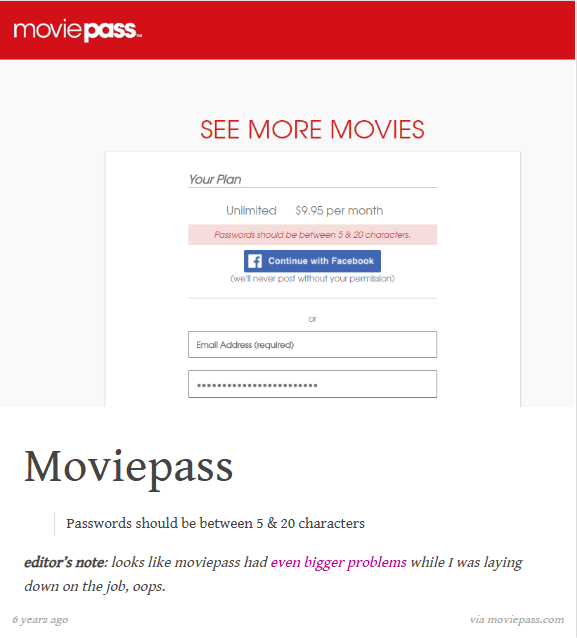 moviepass™
SEE MORE MOVIES
Your Plan
Unlimited $9.95 per month
Passwords should be between 5 & 20 characters.
f Continue with Facebook
(we'll never post without your permission)
or
Email Address (required)
••••••••••••••••••••••••
Moviepass
Passwords should be between 5 & 20 characters
editor's note: looks like moviepass had even bigger problems while I was laying
down on the job, oops.
6 years ago via moviepass.com